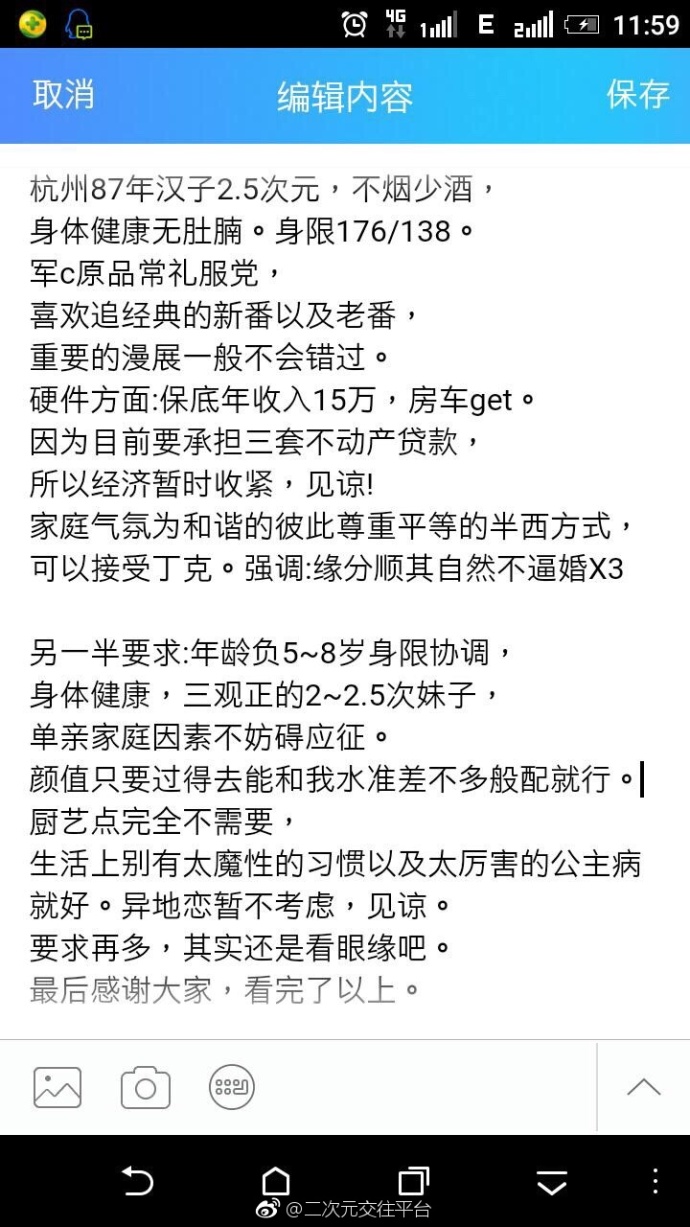 4G 1 E 2 11:59
取消 编辑内容 保存
杭州87年汉子2.5次元，不烟少酒，
身体健康无肚腩。身限176/138。
军c原品常礼服党，
喜欢追经典的新番以及老番，
重要的漫展一般不会错过。
硬件方面:保底年收入15万，房车get。
因为目前要承担三套不动产贷款，
所以经济暂时收紧，见谅!
家庭气氛为和谐的彼此尊重平等的半西方式，
可以接受丁克。强调:缘分顺其自然不逼婚X3
另一半要求:年龄负5~8岁身限协调，
身体健康，三观正的2~2.5次妹子，
单亲家庭因素不妨碍应征。
颜值只要过得去能和我水准差不多般配就行。
厨艺点完全不需要，
生活上别有太魔性的习惯以及太厉害的公主病
就好。异地恋暂不考虑，见谅。
要求再多，其实还是看眼缘吧。
最后感谢大家，看完了以上。
@二次元交往平台